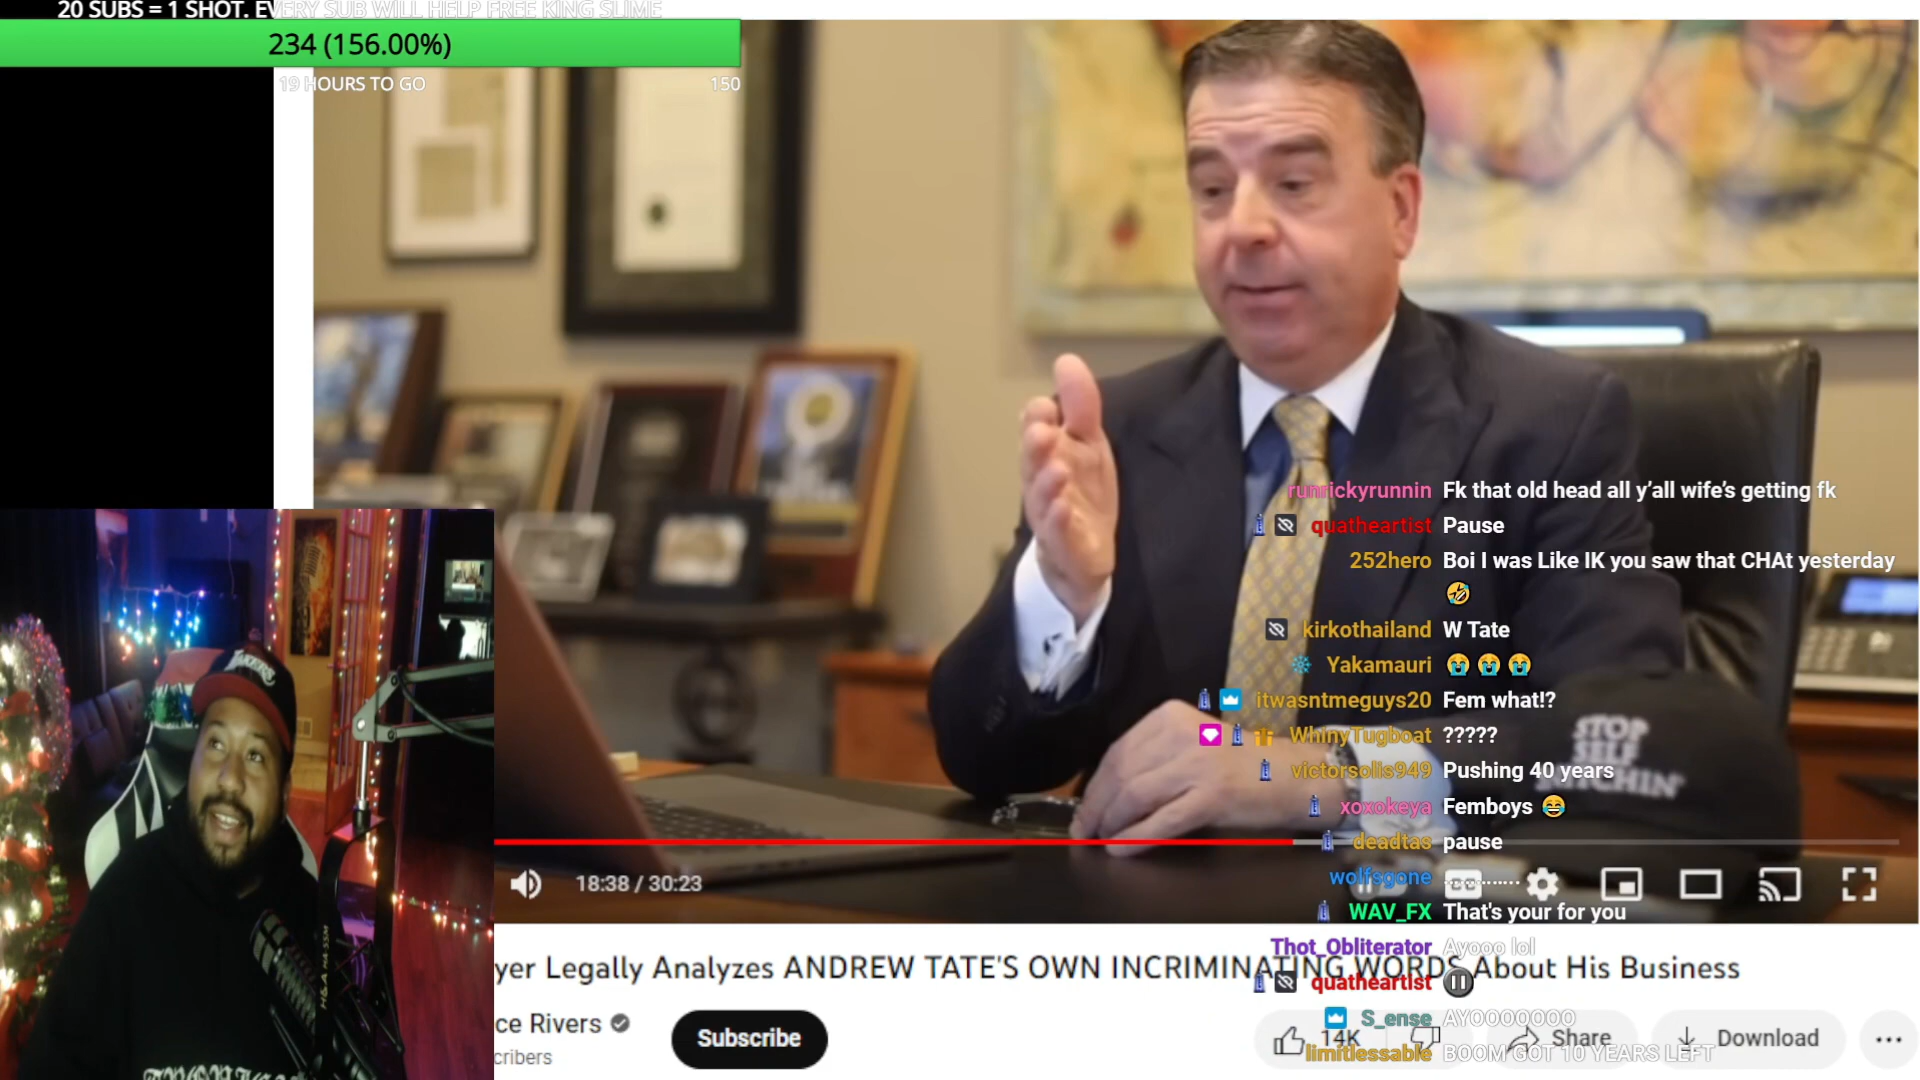 20 SUBS = 1 SHOT. EVERY SUB WILL HELP FREE KING SLIME
234 (156.00%)
19 HOURS TO GO
150
runrickyrunnin Fk that old head all y'all wife's getting fk
quatheartist Pause
252hero Boi I was Like IK you saw that CHAt yesterday
🤣
kirkothailand W Tate
Yakamauri 😭 😭 😭
itwasntmeguys20 Fem what!?
WhinyTugboat ?????
victorsolis949 Pushing 40 years
xoxokeya Femboys 😂
deadtas pause
wolfsgone ............
WAV_FX That's your for you
Thot_Obliterator Ayooo lol
quatheartist
S_ense AYOOOOOOO
limitlessable BOOM GOT 10 YEARS LEFT
STOP
SELF
18:38 / 30:23
yer Legally Analyzes ANDREW TATE'S OWN INCRIMINATING WORDS About His Business
ce Rivers
cribers
Subscribe
14K
Share
Download